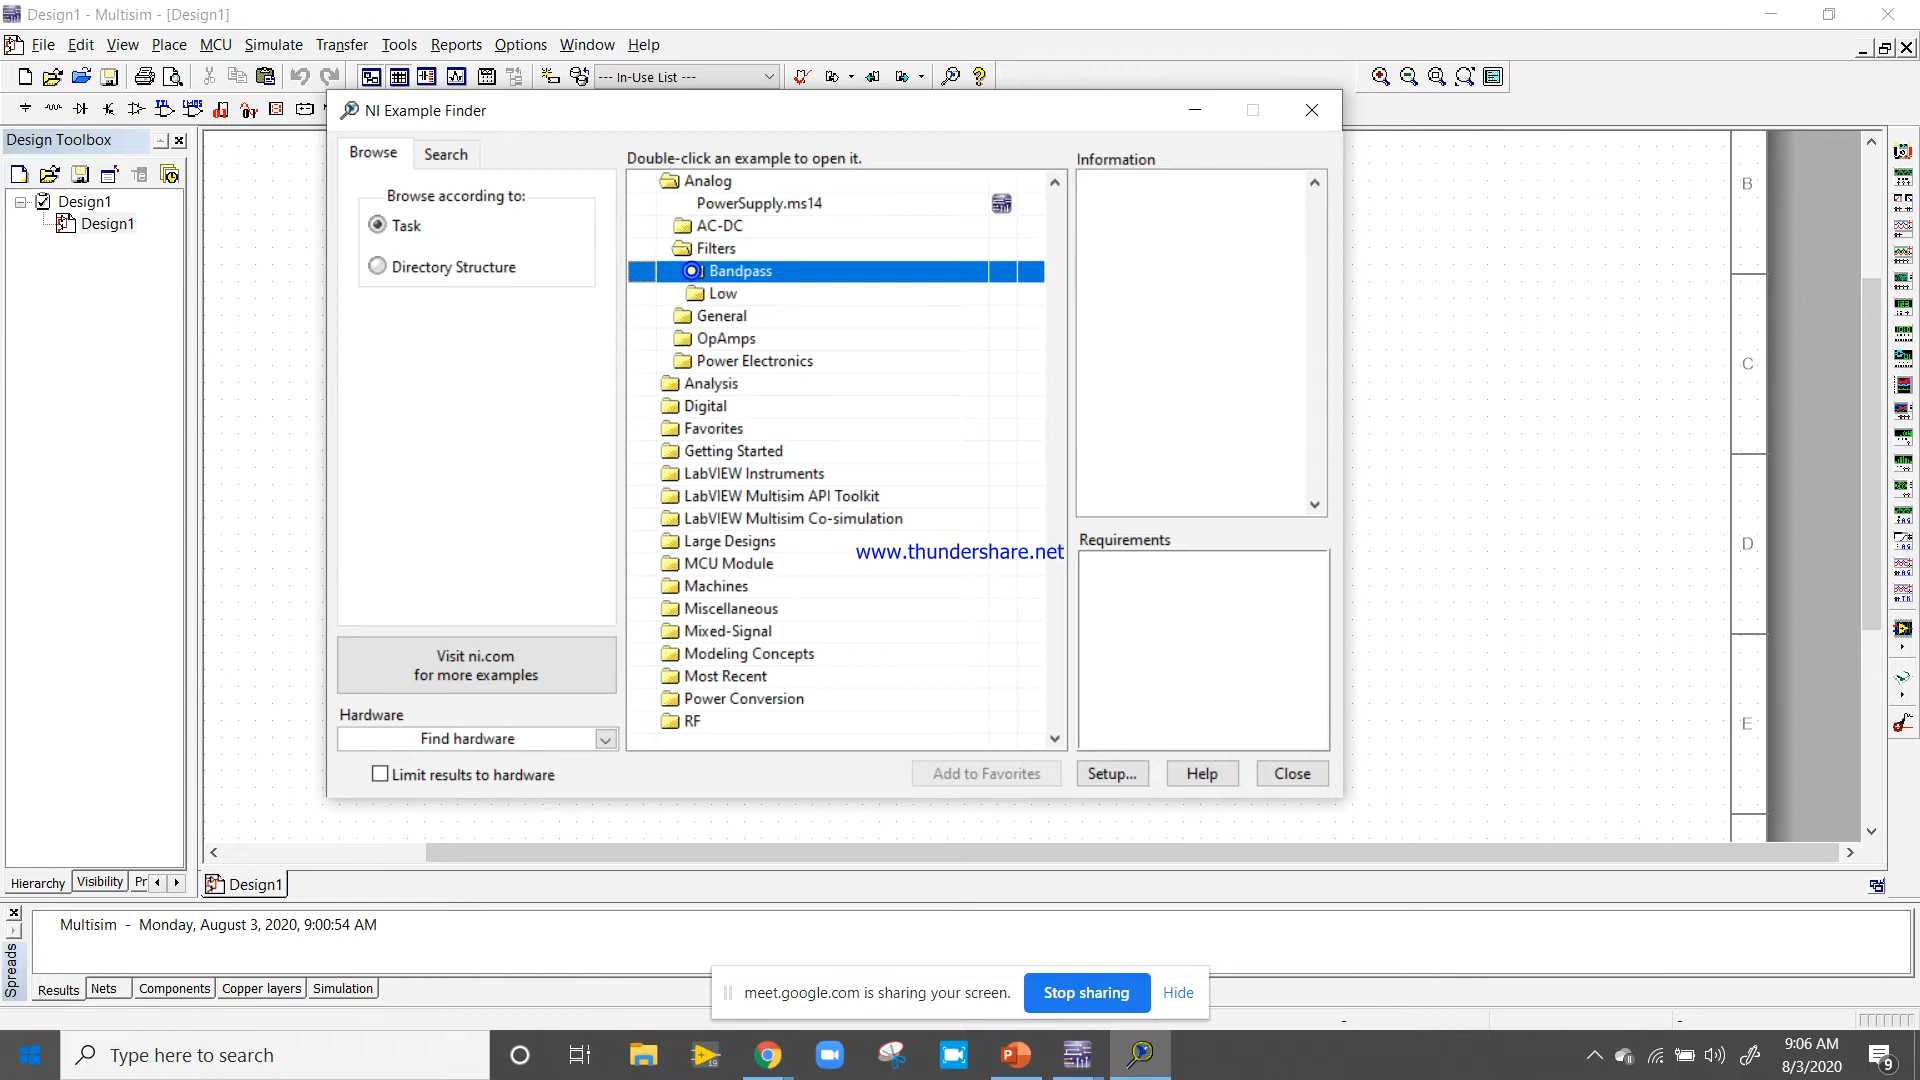 Design1 - Multisim - [Design1]
File Edit View Place MCU Simulate Transfer Tools Reports Options Window Help
--- In-Use List ---
NI Example Finder
Design Toolbox
Browse
Search
Browse according to:
Task
Directory Structure
Double-click an example to open it.
Information
Analog
PowerSupply.ms14
AC-DC
Filters
Bandpass
Low
General
OpAmps
Power Electronics
Analysis
Digital
Favorites
Getting Started
LabVIEW Instruments
LabVIEW Multisim API Toolkit
LabVIEW Multisim Co-simulation
Large Designs
MCU Module
Machines
Miscellaneous
Mixed-Signal
Modeling Concepts
Most Recent
Power Conversion
RF
www.thundershare.net
Requirements
Visit ni.com
for more examples
Hardware
Find hardware
Limit results to hardware
Add to Favorites
Setup...
Help
Close
Design1
Design1
B
C
D
E
Hierarchy Visibility Pr
Design1
Multisim - Monday, August 3, 2020, 9:00:54 AM
Spreads
Results Nets Components Copper layers Simulation
meet.google.com is sharing your screen.
Stop sharing
Hide
Type here to search
9:06 AM
8/3/2020
9